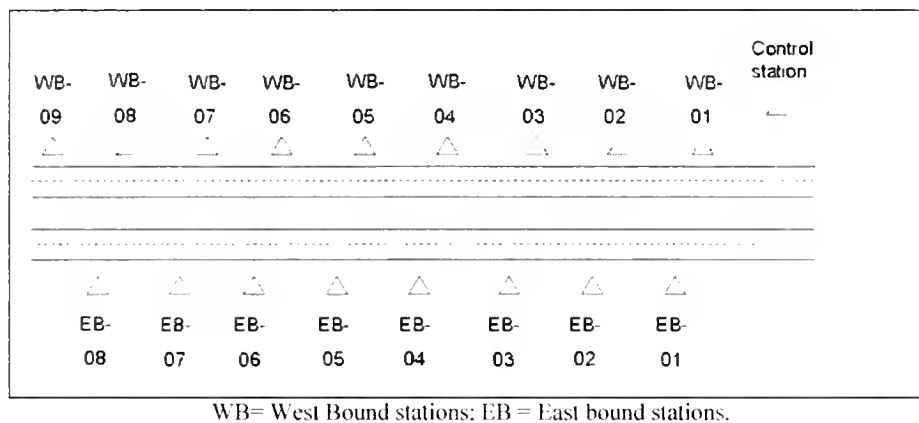 Control
station
WB- WB- WB- WB- WB- WB- WB- WB- WB-
09 08 07 06 05 04 03 02 01
EB- EB- EB- EB- EB- EB- EB- EB-
08 07 06 05 04 03 02 01
WB= West Bound stations; EB = East bound stations.